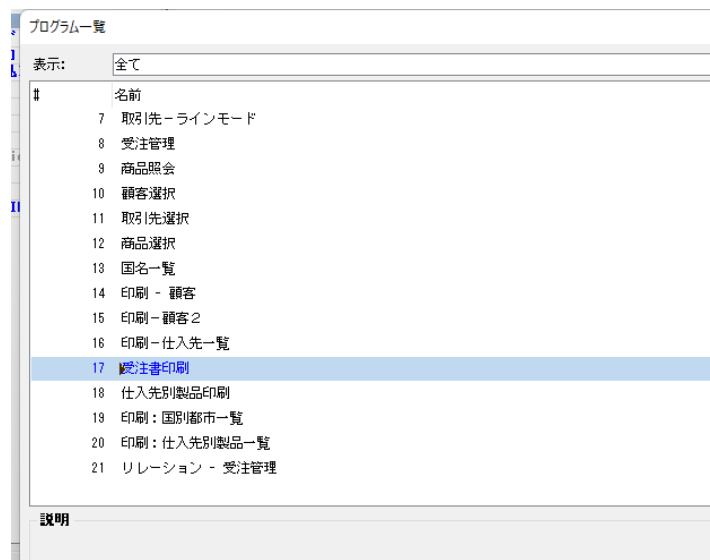 プログラム一覧
表示: 全て
# 名前
7 取引先－ラインモード
8 受注管理
9 商品照会
10 顧客選択
11 取引先選択
12 商品選択
13 国名一覧
14 印刷 - 顧客
15 印刷－顧客２
16 印刷－仕入先一覧
17 受注書印刷
18 仕入先別製品印刷
19 印刷：国別都市一覧
20 印刷：仕入先別製品一覧
21 リレーション - 受注管理
説明